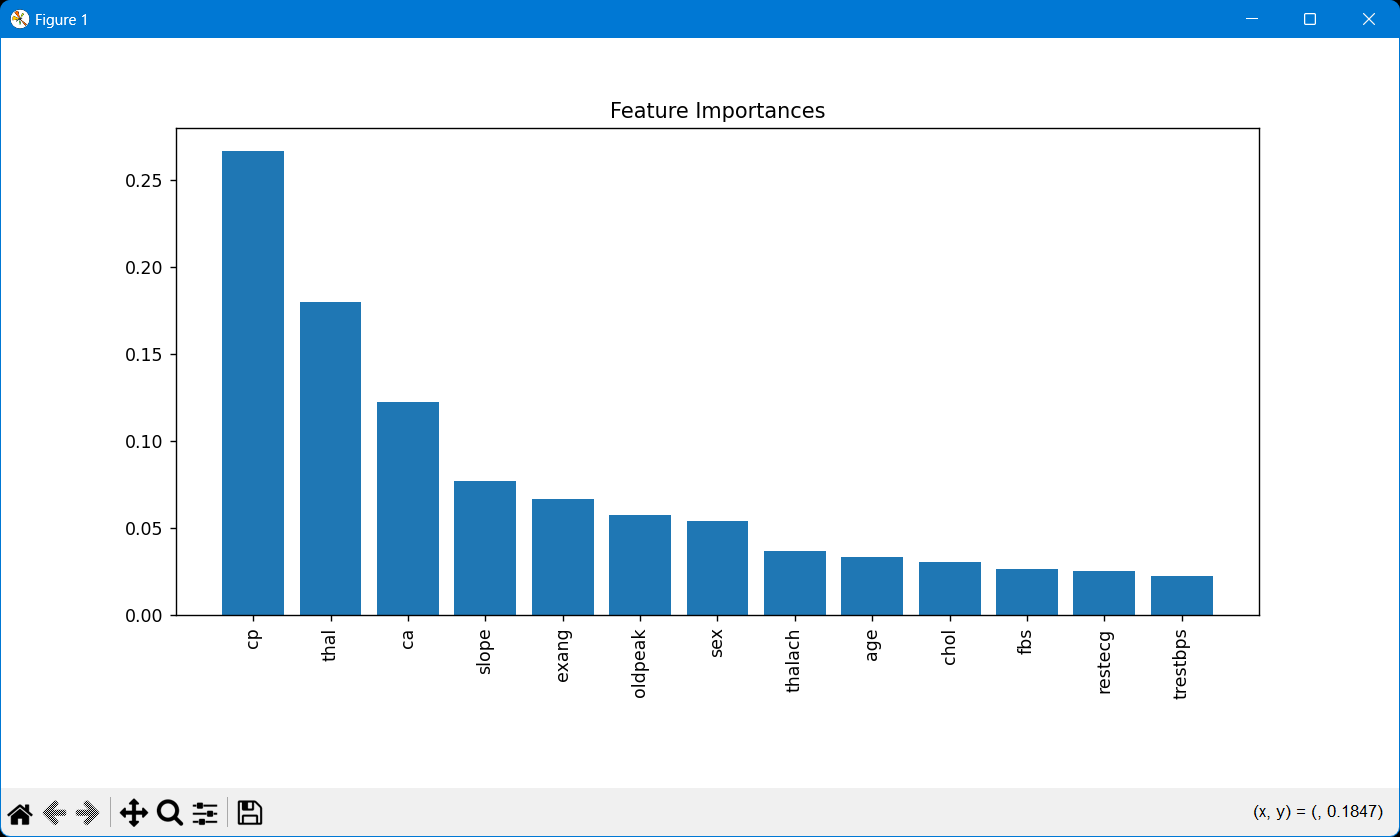 Figure 1
Feature Importances
0.25
0.20
0.15
0.10
0.05
0.00
cp
thal
ca
slope
exang
oldpeak
sex
thalach
age
chol
fbs
restecg
trestbps
(x, y) = (, 0.1847)